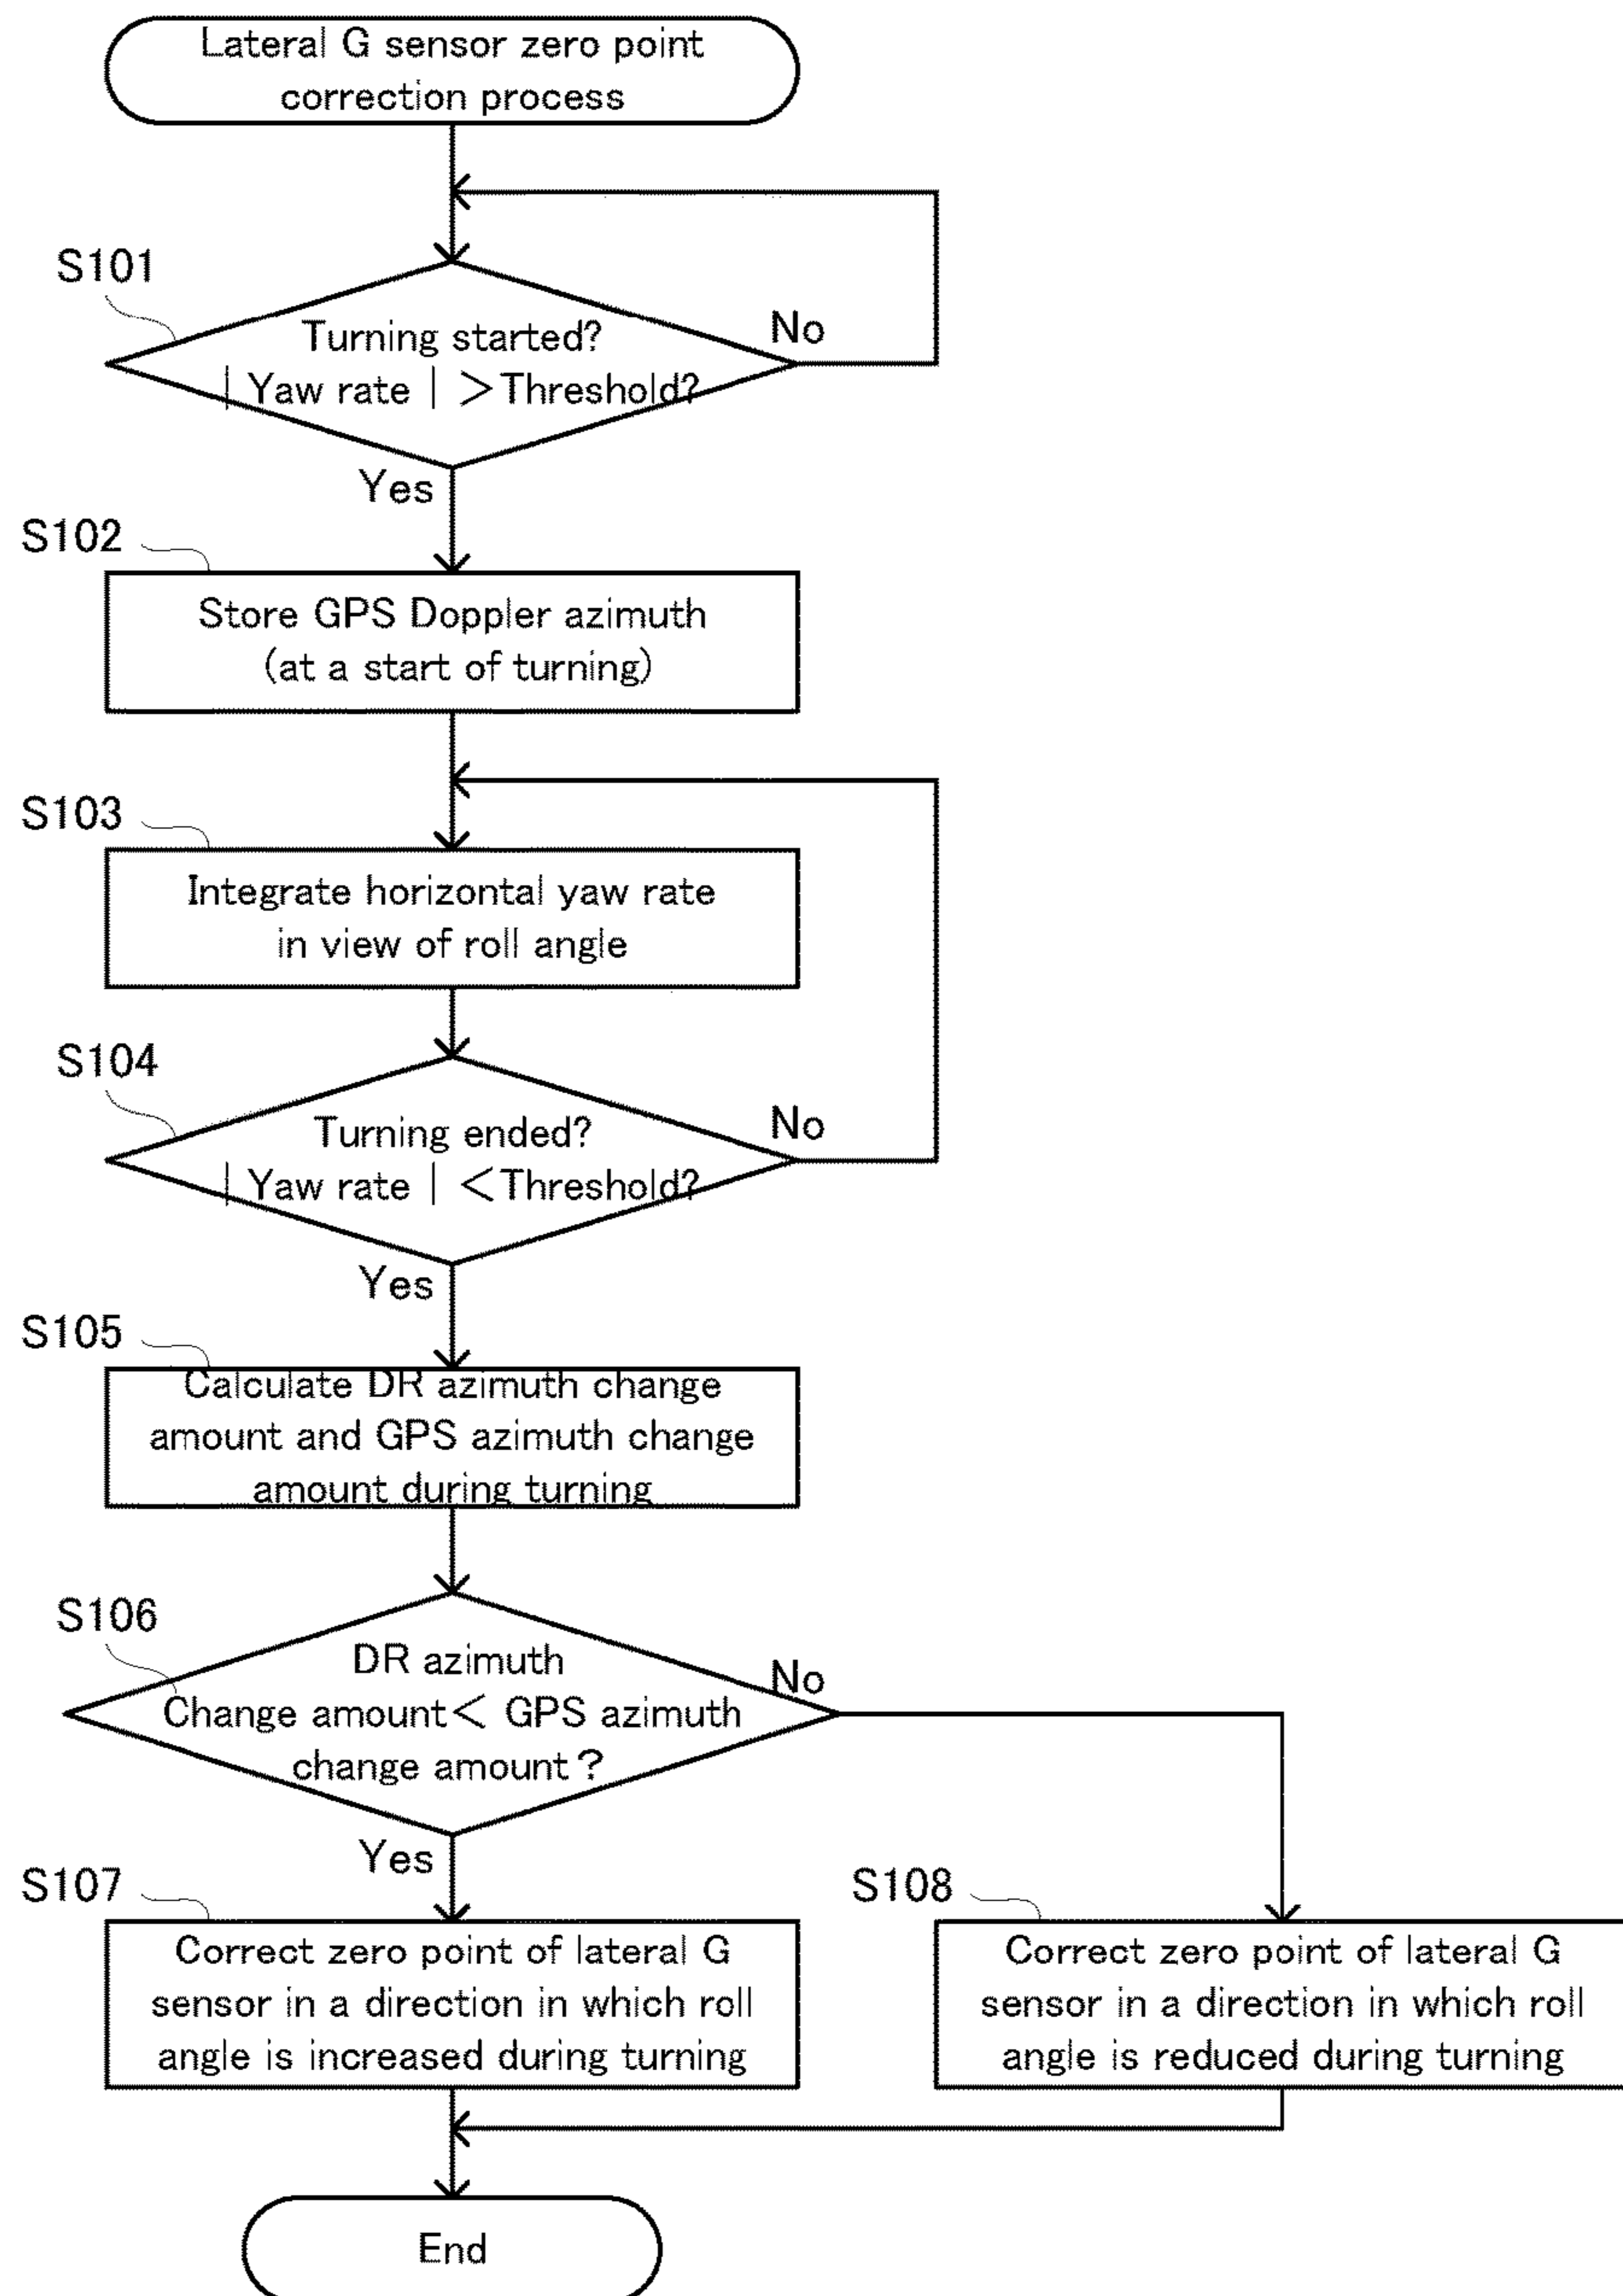 Lateral G sensor zero point
correction process
S101
Turning started?
| Yaw rate | >Threshold?
No
Yes
S102
Store GPS Doppler azimuth
(at a start of turning)
S103
Integrate horizontal yaw rate
in view of roll angle
S104
Turning ended?
| Yaw rate | <Threshold?
No
Yes
S105
Calculate DR azimuth change
amount and GPS azimuth change
amount during turning
S106
DR azimuth
Change amount< GPS azimuth
change amount?
No
Yes
S107
Correct zero point of lateral G
sensor in a direction in which roll
angle is increased during turning
S108
Correct zero point of lateral G
sensor in a direction in which roll
angle is reduced during turning
End